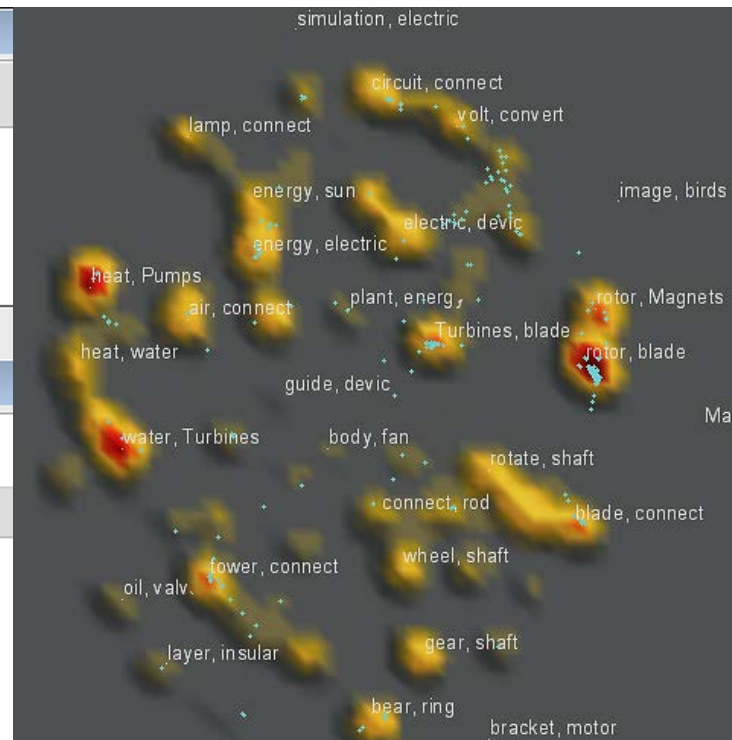 simulation, electric
circuit, connect
volt, convert
lamp, connect
energy, sun
image, birds
electric, devic
energy, electric
heat, Pumps
plant, energ,
rotor, Magnets
air, connect
Turbines, blade
heat, water
rotor, blade
guide, devic
Ma
water, Turbines
body, fan
rotate, shaft
connect, rod
blade, connect
wheel, shaft
tower, connect
oil, valv.
gear, shaft
layer, insular
bear, ring
bracket, motor